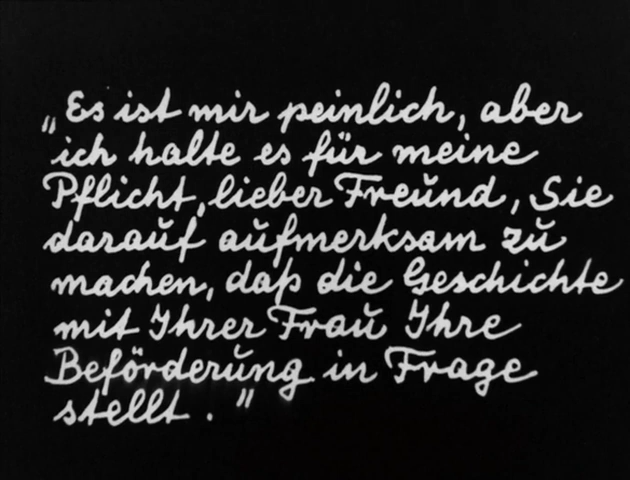 „Es ist mir peinlich, aber
ich halte es für meine
Pflicht, lieber Freund, Sie
darauf aufmerksam zu
machen, daß die Geschichte
mit Ihrer Frau Ihre
Beförderung in Frage
stellt."